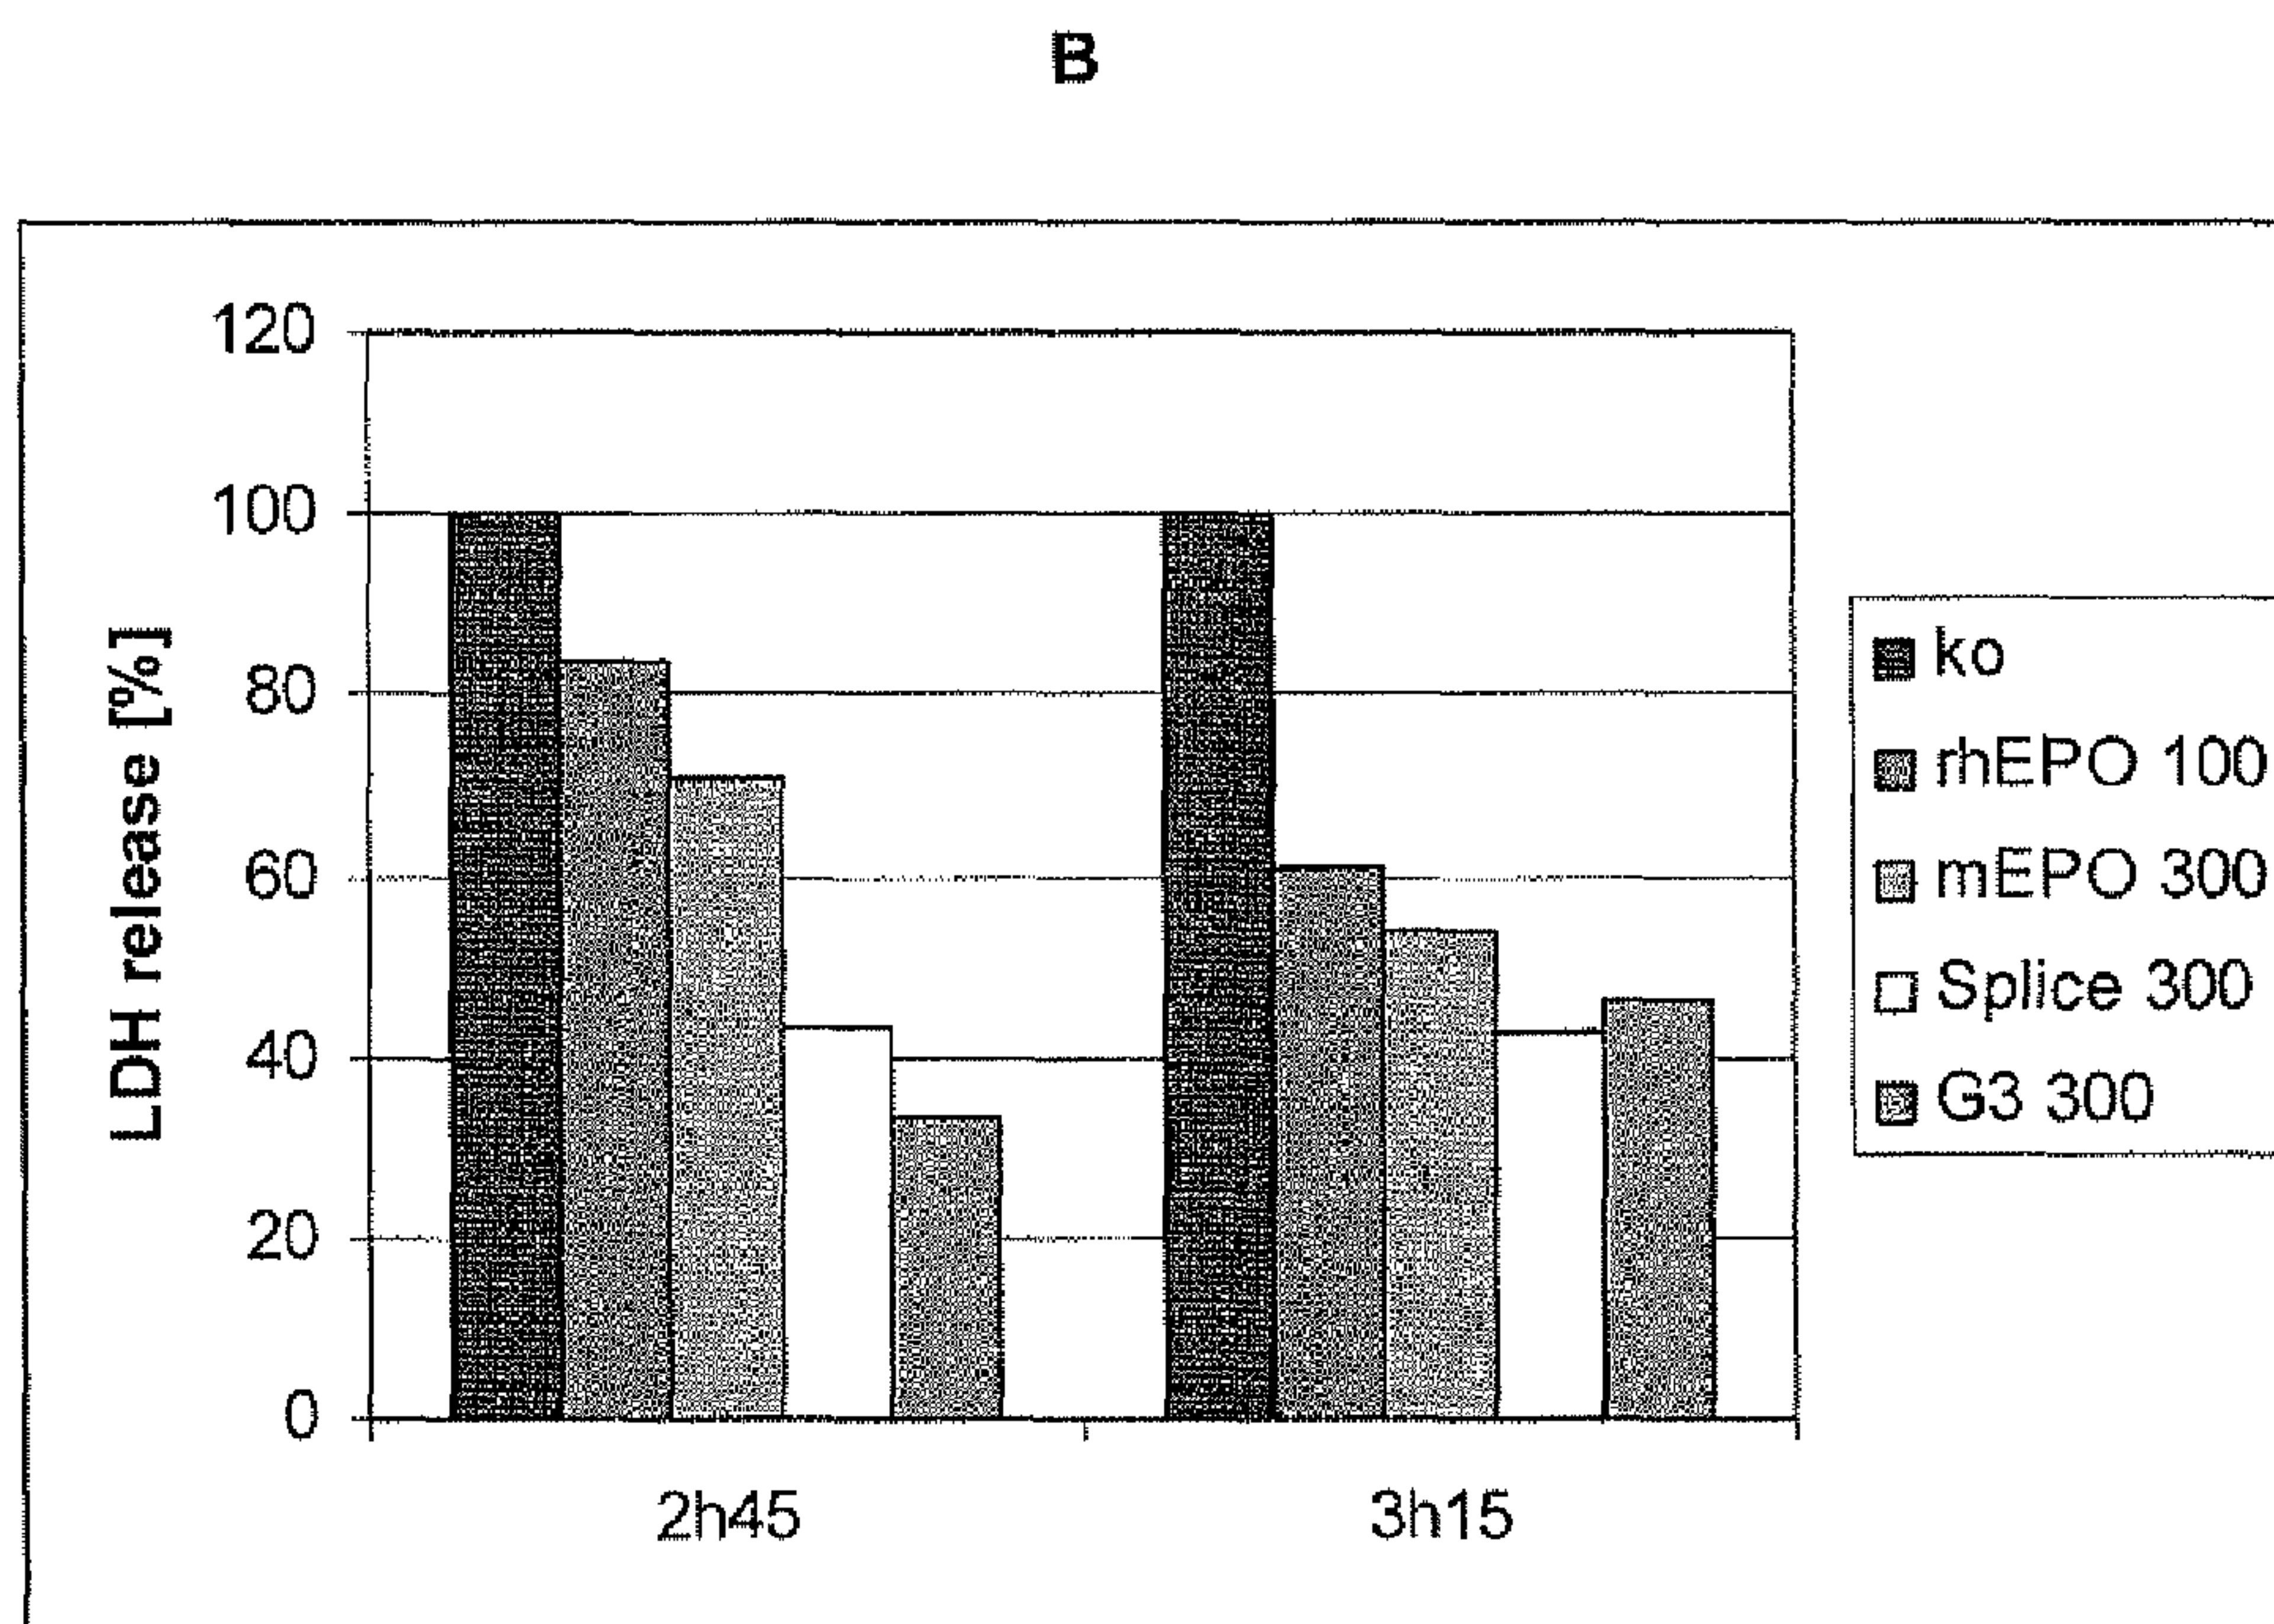 B
LDH release [%]
120
100
80
60
40
20
0
2h45
3h15
ko
rhEPO 100
mEPO 300
Splice 300
G3 300